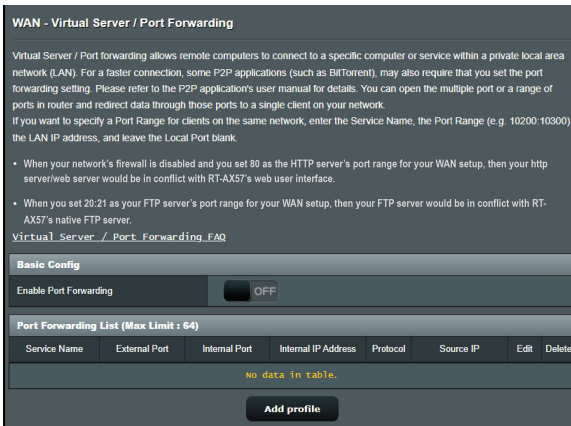 WAN - Virtual Server / Port Forwarding
Virtual Server / Port forwarding allows remote computers to connect to a specific computer or service within a private local area
network (LAN). For a faster connection, some P2P applications (such as BitTorrent), may also require that you set the port
forwarding setting. Please refer to the P2P application's user manual for details. You can open the multiple port or a range of
ports in router and redirect data through those ports to a single client on your network.
If you want to specify a Port Range for clients on the same network, enter the Service Name, the Port Range (e.g. 10200:10300),
the LAN IP address, and leave the Local Port blank.
• When your network's firewall is disabled and you set 80 as the HTTP server's port range for your WAN setup, then your http
server/web server would be in conflict with RT-AX57's web user interface.
• When you set 20:21 as your FTP server's port range for your WAN setup, then your FTP server would be in conflict with RT-
AX57's native FTP server.
Virtual Server / Port Forwarding FAQ
Basic Config
Enable Port Forwarding OFF
Port Forwarding List (Max Limit : 64)
Service Name External Port Internal Port Internal IP Address Protocol Source IP Edit Delete
No data in table.
Add profile